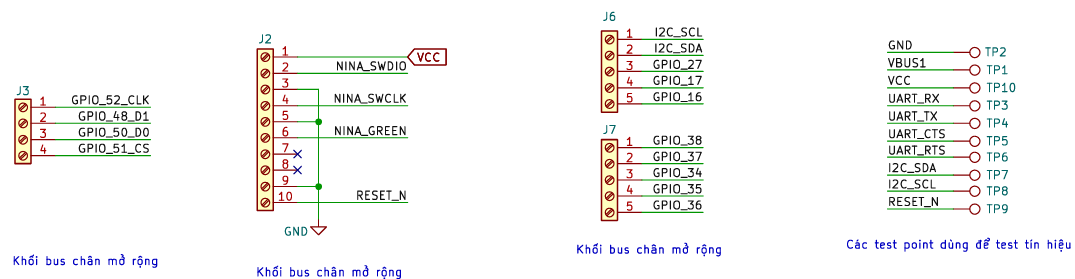 J3
1 GPIO_52_CLK
2 GPIO_48_D1
3 GPIO_50_D0
4 GPIO_51_CS
Khối bus chân mở rộng
J2
1 VCC
2 NINA_SWDIO
3
4 NINA_SWCLK
5
6 NINA_GREEN
7
8
9
10 RESET_N
GND
Khối bus chân mở rộng
J6
1 I2C_SCL
2 I2C_SDA
3 GPIO_27
4 GPIO_17
5 GPIO_16
J7
1 GPIO_38
2 GPIO_37
3 GPIO_34
4 GPIO_35
5 GPIO_36
Khối bus chân mở rộng
GND TP2
VBUS1 TP1
VCC TP10
UART_RX TP3
UART_TX TP4
UART_CTS TP5
UART_RTS TP6
I2C_SDA TP7
I2C_SCL TP8
RESET_N TP9
Các test point dùng để test tín hiệu